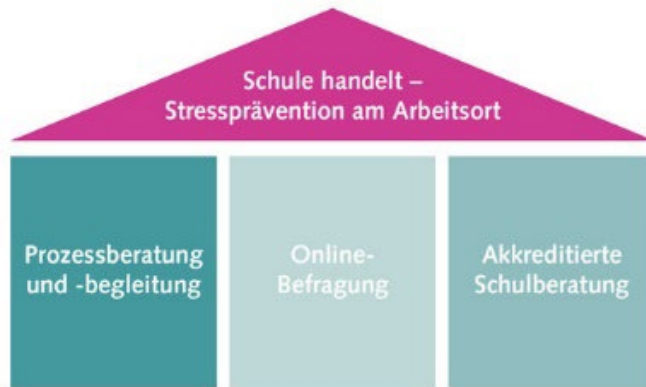 Schule handelt –
Stressprävention am Arbeitsort
Prozessberatung
und -begleitung
Online-
Befragung
Akkreditierte
Schulberatung